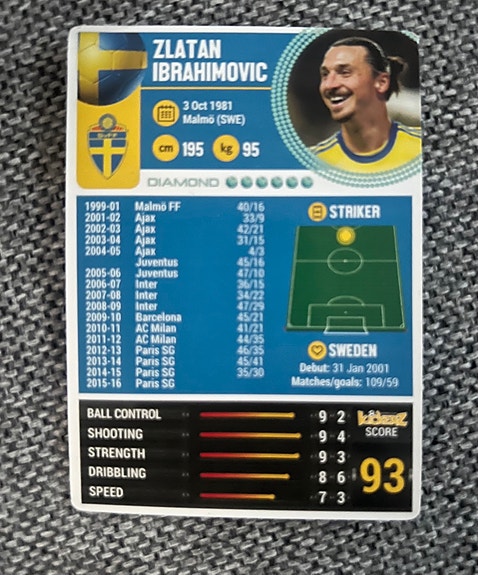 ZLATAN
IBRAHIMOVIC
3 Oct 1981
Malmö (SWE)
cm 195 kg 95
SvFF
DIAMOND
1999-01 Malmö FF 40/16
2001-02 Ajax 33/9
2002-03 Ajax 42/21
2003-04 Ajax 31/15
2004-05 Ajax 4/3
Juventus 45/16
2005-06 Juventus 47/10
2006-07 Inter 36/15
2007-08 Inter 34/22
2008-09 Inter 47/29
2009-10 Barcelona 45/21
2010-11 AC Milan 41/21
2011-12 AC Milan 44/35
2012-13 Paris SG 46/35
2013-14 Paris SG 45/41
2014-15 Paris SG 35/30
2015-16 Paris SG
STRIKER
SWEDEN
Debut: 31 Jan 2001
Matches/goals: 109/59
BALL CONTROL 9 2
SHOOTING 9 4
STRENGTH 9 3
DRIBBLING 8 6
SPEED 7 3
kickerz
SCORE
93